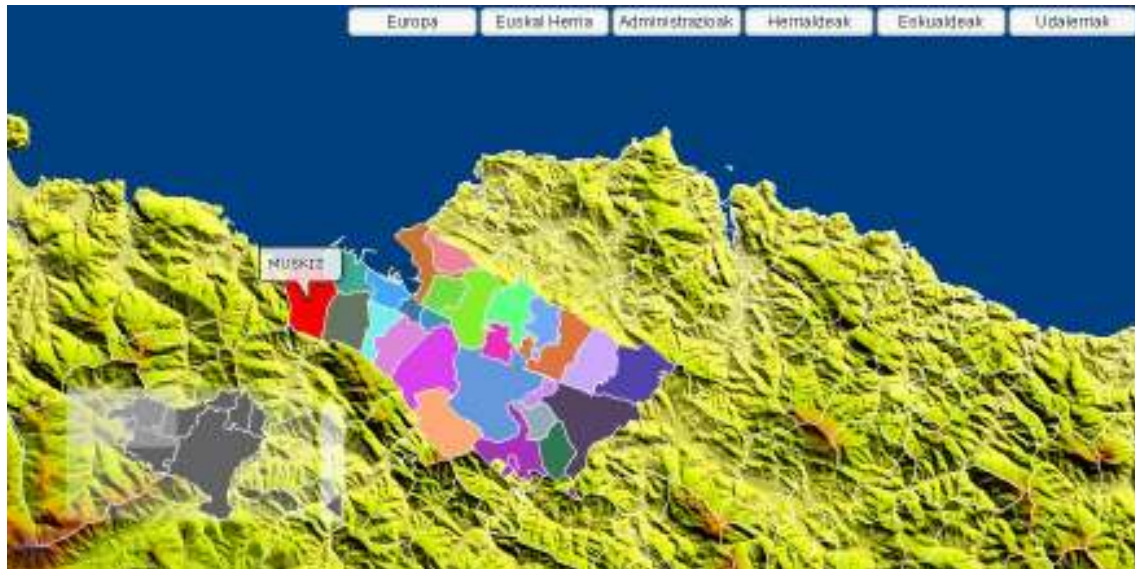 Europa
Euskal Herria
Administrazioak
Herrialdeak
Eskualdeak
Udalerriak
MUSKIZ